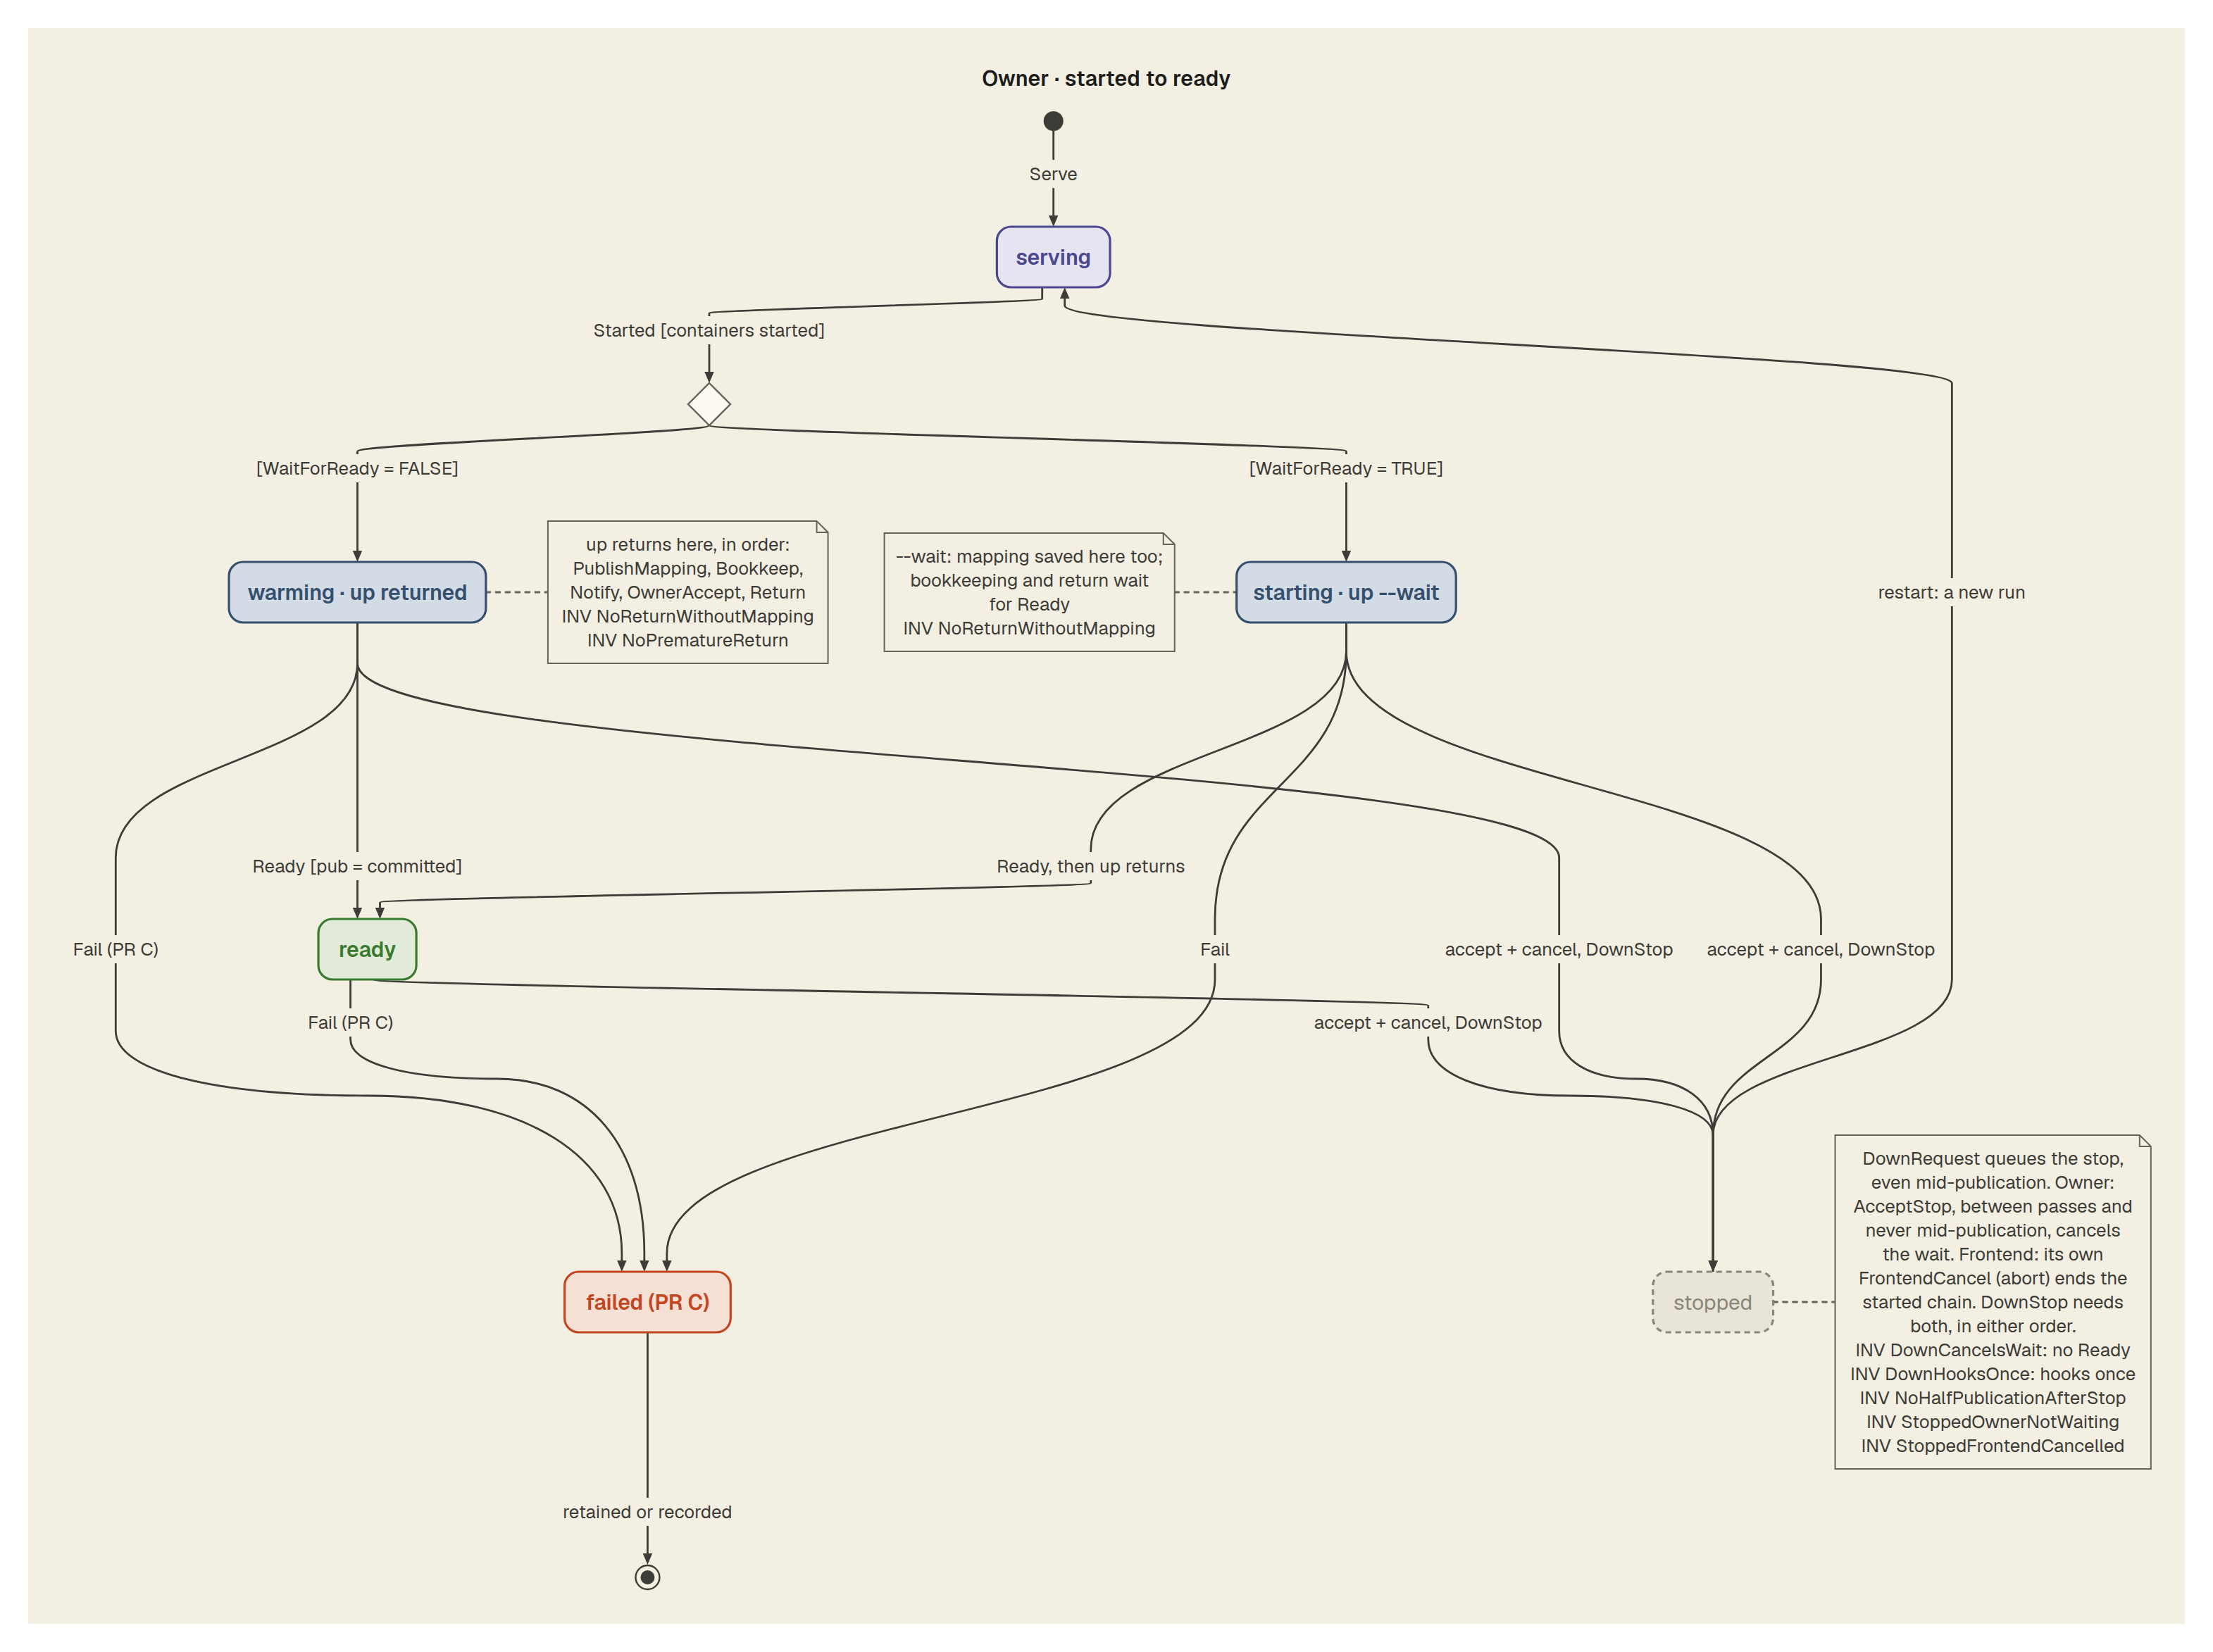 Owner · started to ready
Serve
serving
Started [containers started]
[WaitForReady = FALSE]
[WaitForReady = TRUE]
up returns here, in order:
PublishMapping, Bookkeep,
Notify, OwnerAccept, Return
INV NoReturnWithoutMapping
INV NoPrematureReturn
--wait: mapping saved here too;
bookkeeping and return wait
for Ready
INV NoReturnWithoutMapping
warming · up returned
starting · up --wait
restart: a new run
Ready [pub = committed]
Ready, then up returns
Fail (PR C)
ready
Fail
accept + cancel, DownStop
accept + cancel, DownStop
Fail (PR C)
accept + cancel, DownStop
DownRequest queues the stop,
even mid-publication. Owner:
AcceptStop, between passes and
never mid-publication, cancels
the wait. Frontend: its own
FrontendCancel (abort) ends the
started chain. DownStop needs
both, in either order.
INV DownCancelsWait: no Ready
INV DownHooksOnce: hooks once
INV NoHalfPublicationAfterStop
INV StoppedOwnerNotWaiting
INV StoppedFrontendCancelled
failed (PR C)
stopped
retained or recorded